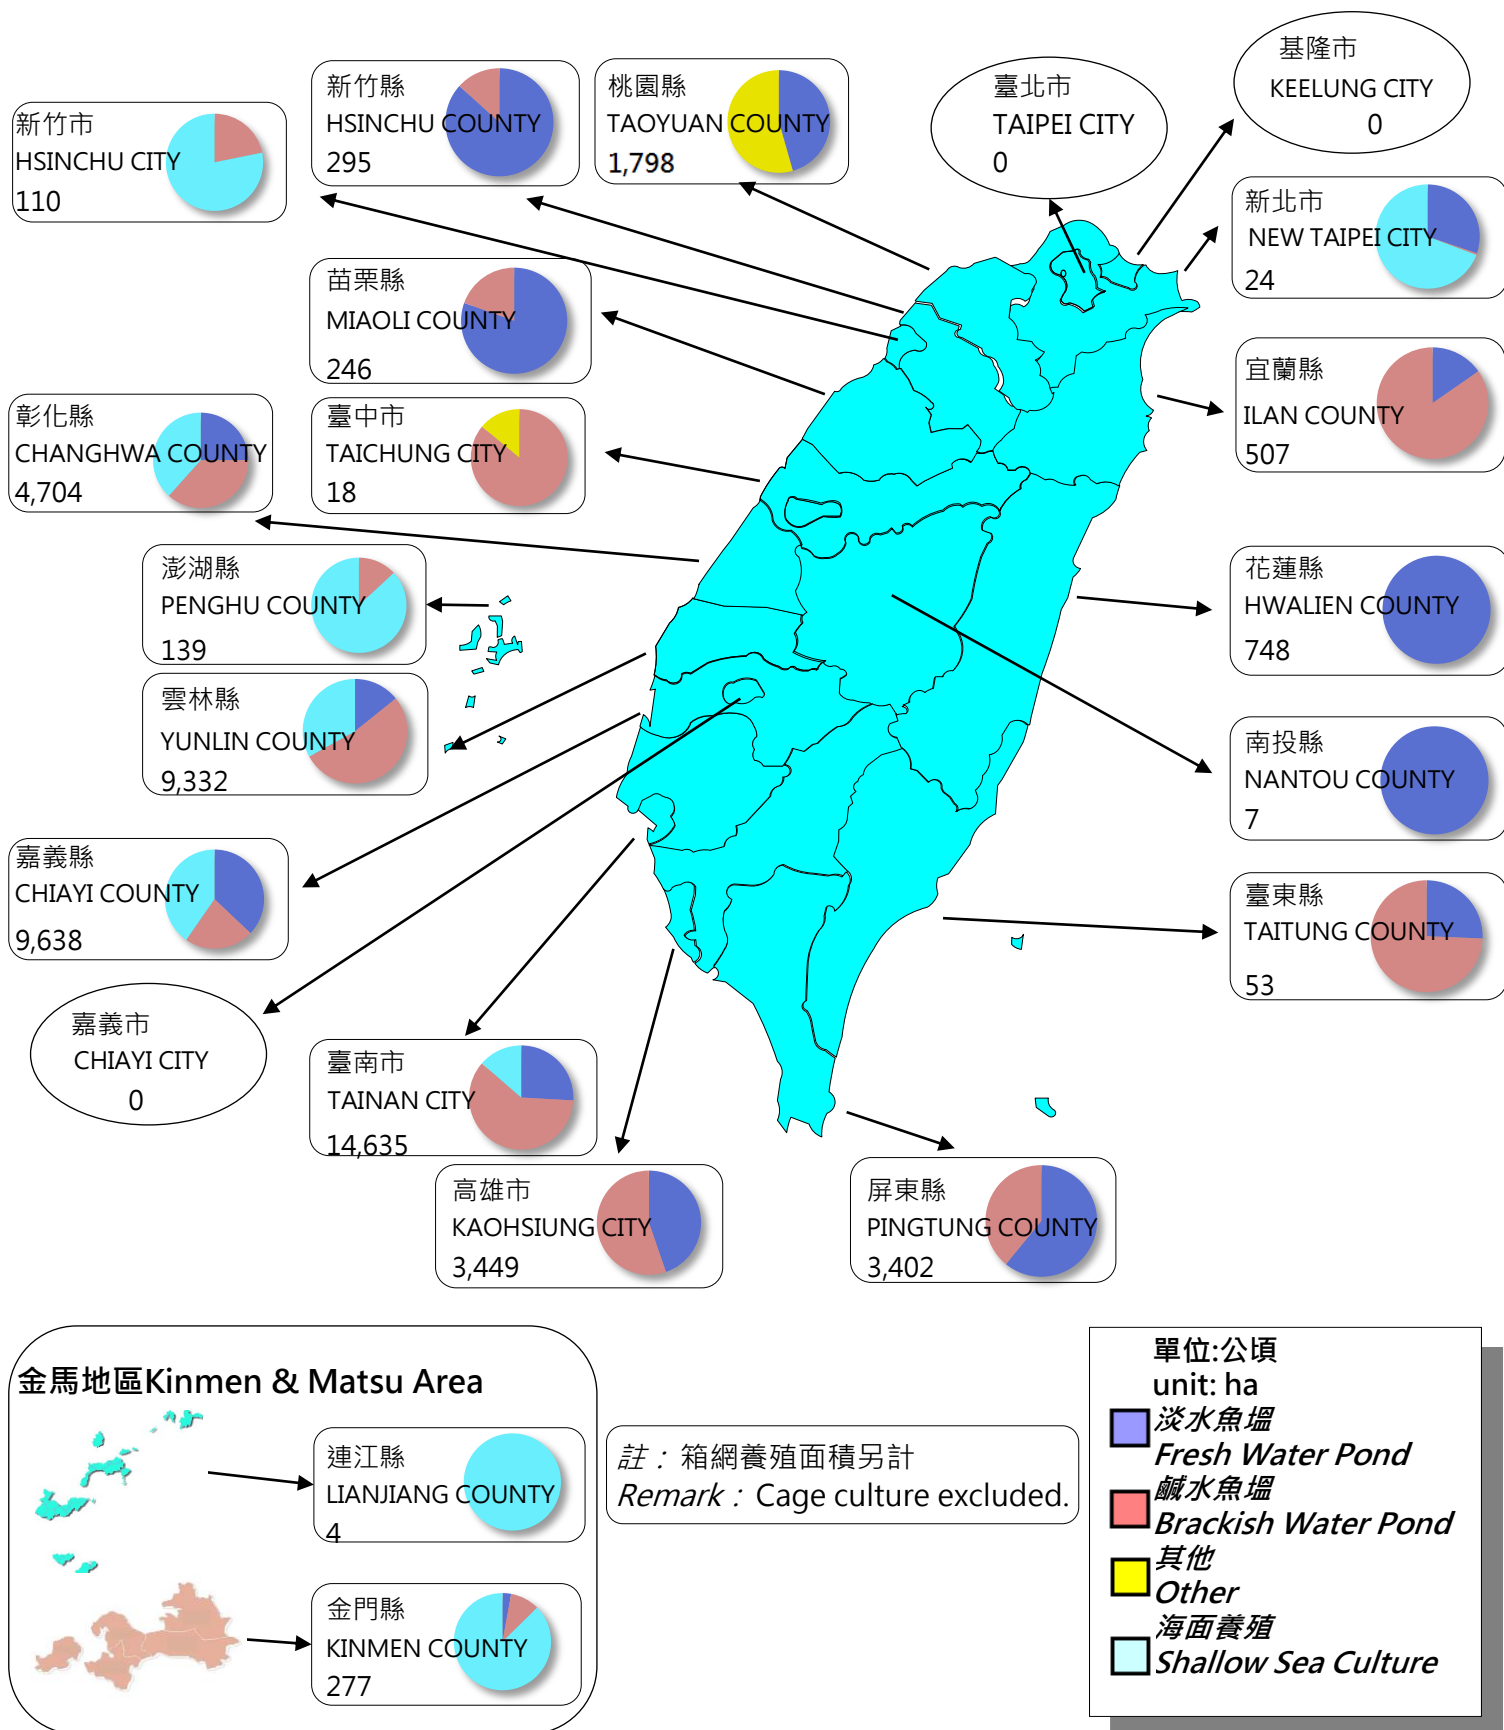 基隆市
KEELUNG CITY
0
臺北市
TAIPEI CITY
0
桃園縣
TAOYUAN COUNTY
1,798
新竹縣
HSINCHU COUNTY
295
新竹市
HSINCHU CITY
110
新北市
NEW TAIPEI CITY
24
苗栗縣
MIAOLI COUNTY
246
宜蘭縣
ILAN COUNTY
507
彰化縣
CHANGHWA COUNTY
4,704
臺中市
TAICHUNG CITY
18
澎湖縣
PENGHU COUNTY
139
花蓮縣
HWALIEN COUNTY
748
雲林縣
YUNLIN COUNTY
9,332
南投縣
NANTOU COUNTY
7
嘉義縣
CHIAYI COUNTY
9,638
臺東縣
TAITUNG COUNTY
53
嘉義市
CHIAYI CITY
0
臺南市
TAINAN CITY
14,635
高雄市
KAOHSIUNG CITY
3,449
屏東縣
PINGTUNG COUNTY
3,402
金馬地區Kinmen & Matsu Area
連江縣
LIANJIANG COUNTY
4
金門縣
KINMEN COUNTY
277
註：箱網養殖面積另計
Remark：Cage culture excluded.
單位:公頃
unit: ha
淡水魚塭
Fresh Water Pond
鹹水魚塭
Brackish Water Pond
其他
Other
海面養殖
Shallow Sea Culture